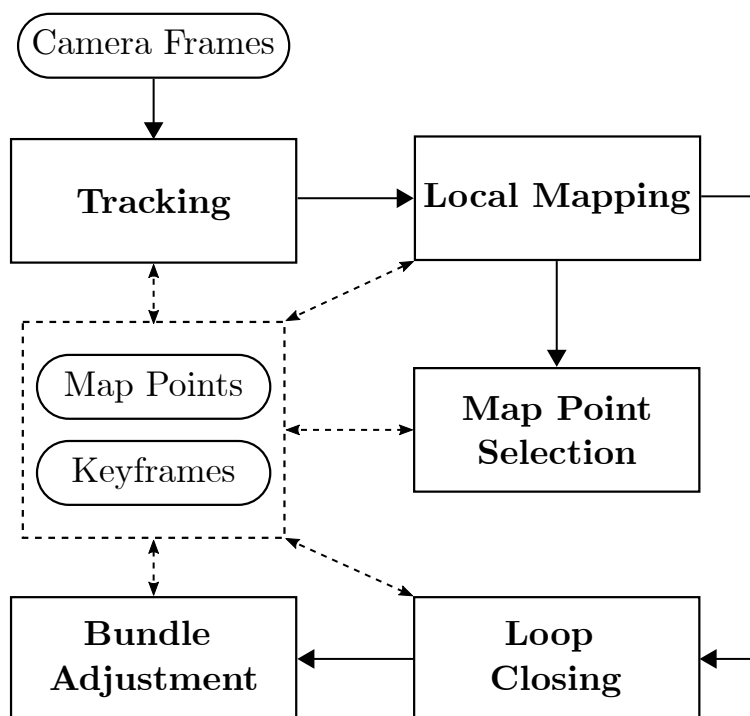 Camera Frames
Tracking
Local Mapping
Map Points
Keyframes
Map Point
Selection
Bundle
Adjustment
Loop
Closing